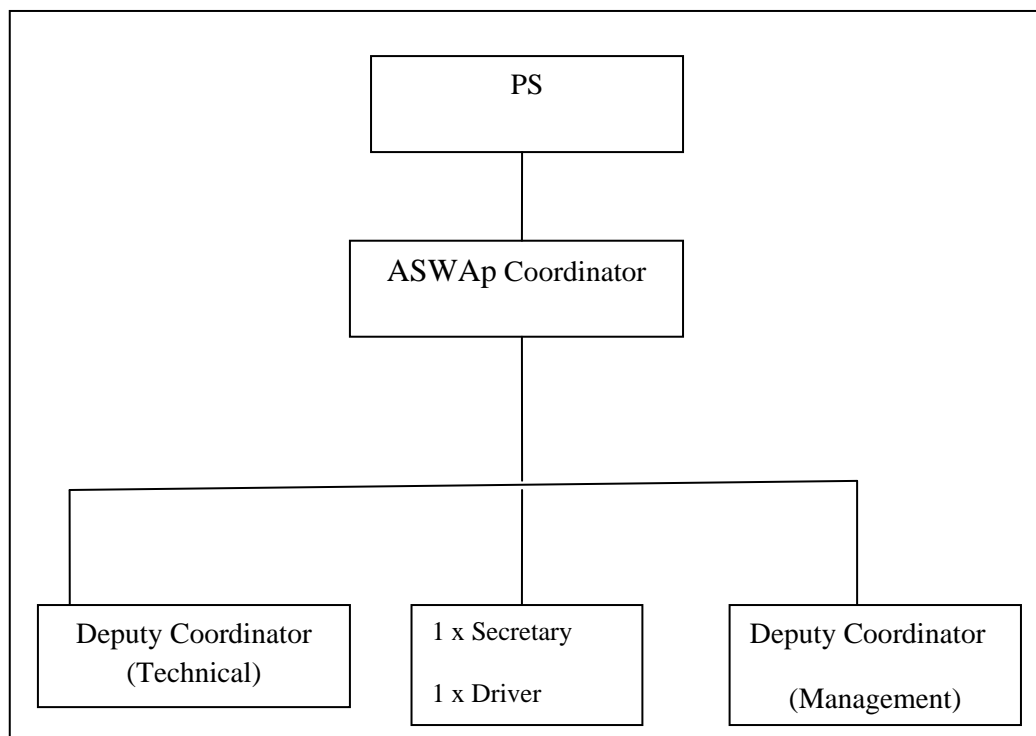 PS
ASWAp Coordinator
Deputy Coordinator
(Technical)
1 x Secretary
1 x Driver
Deputy Coordinator
(Management)